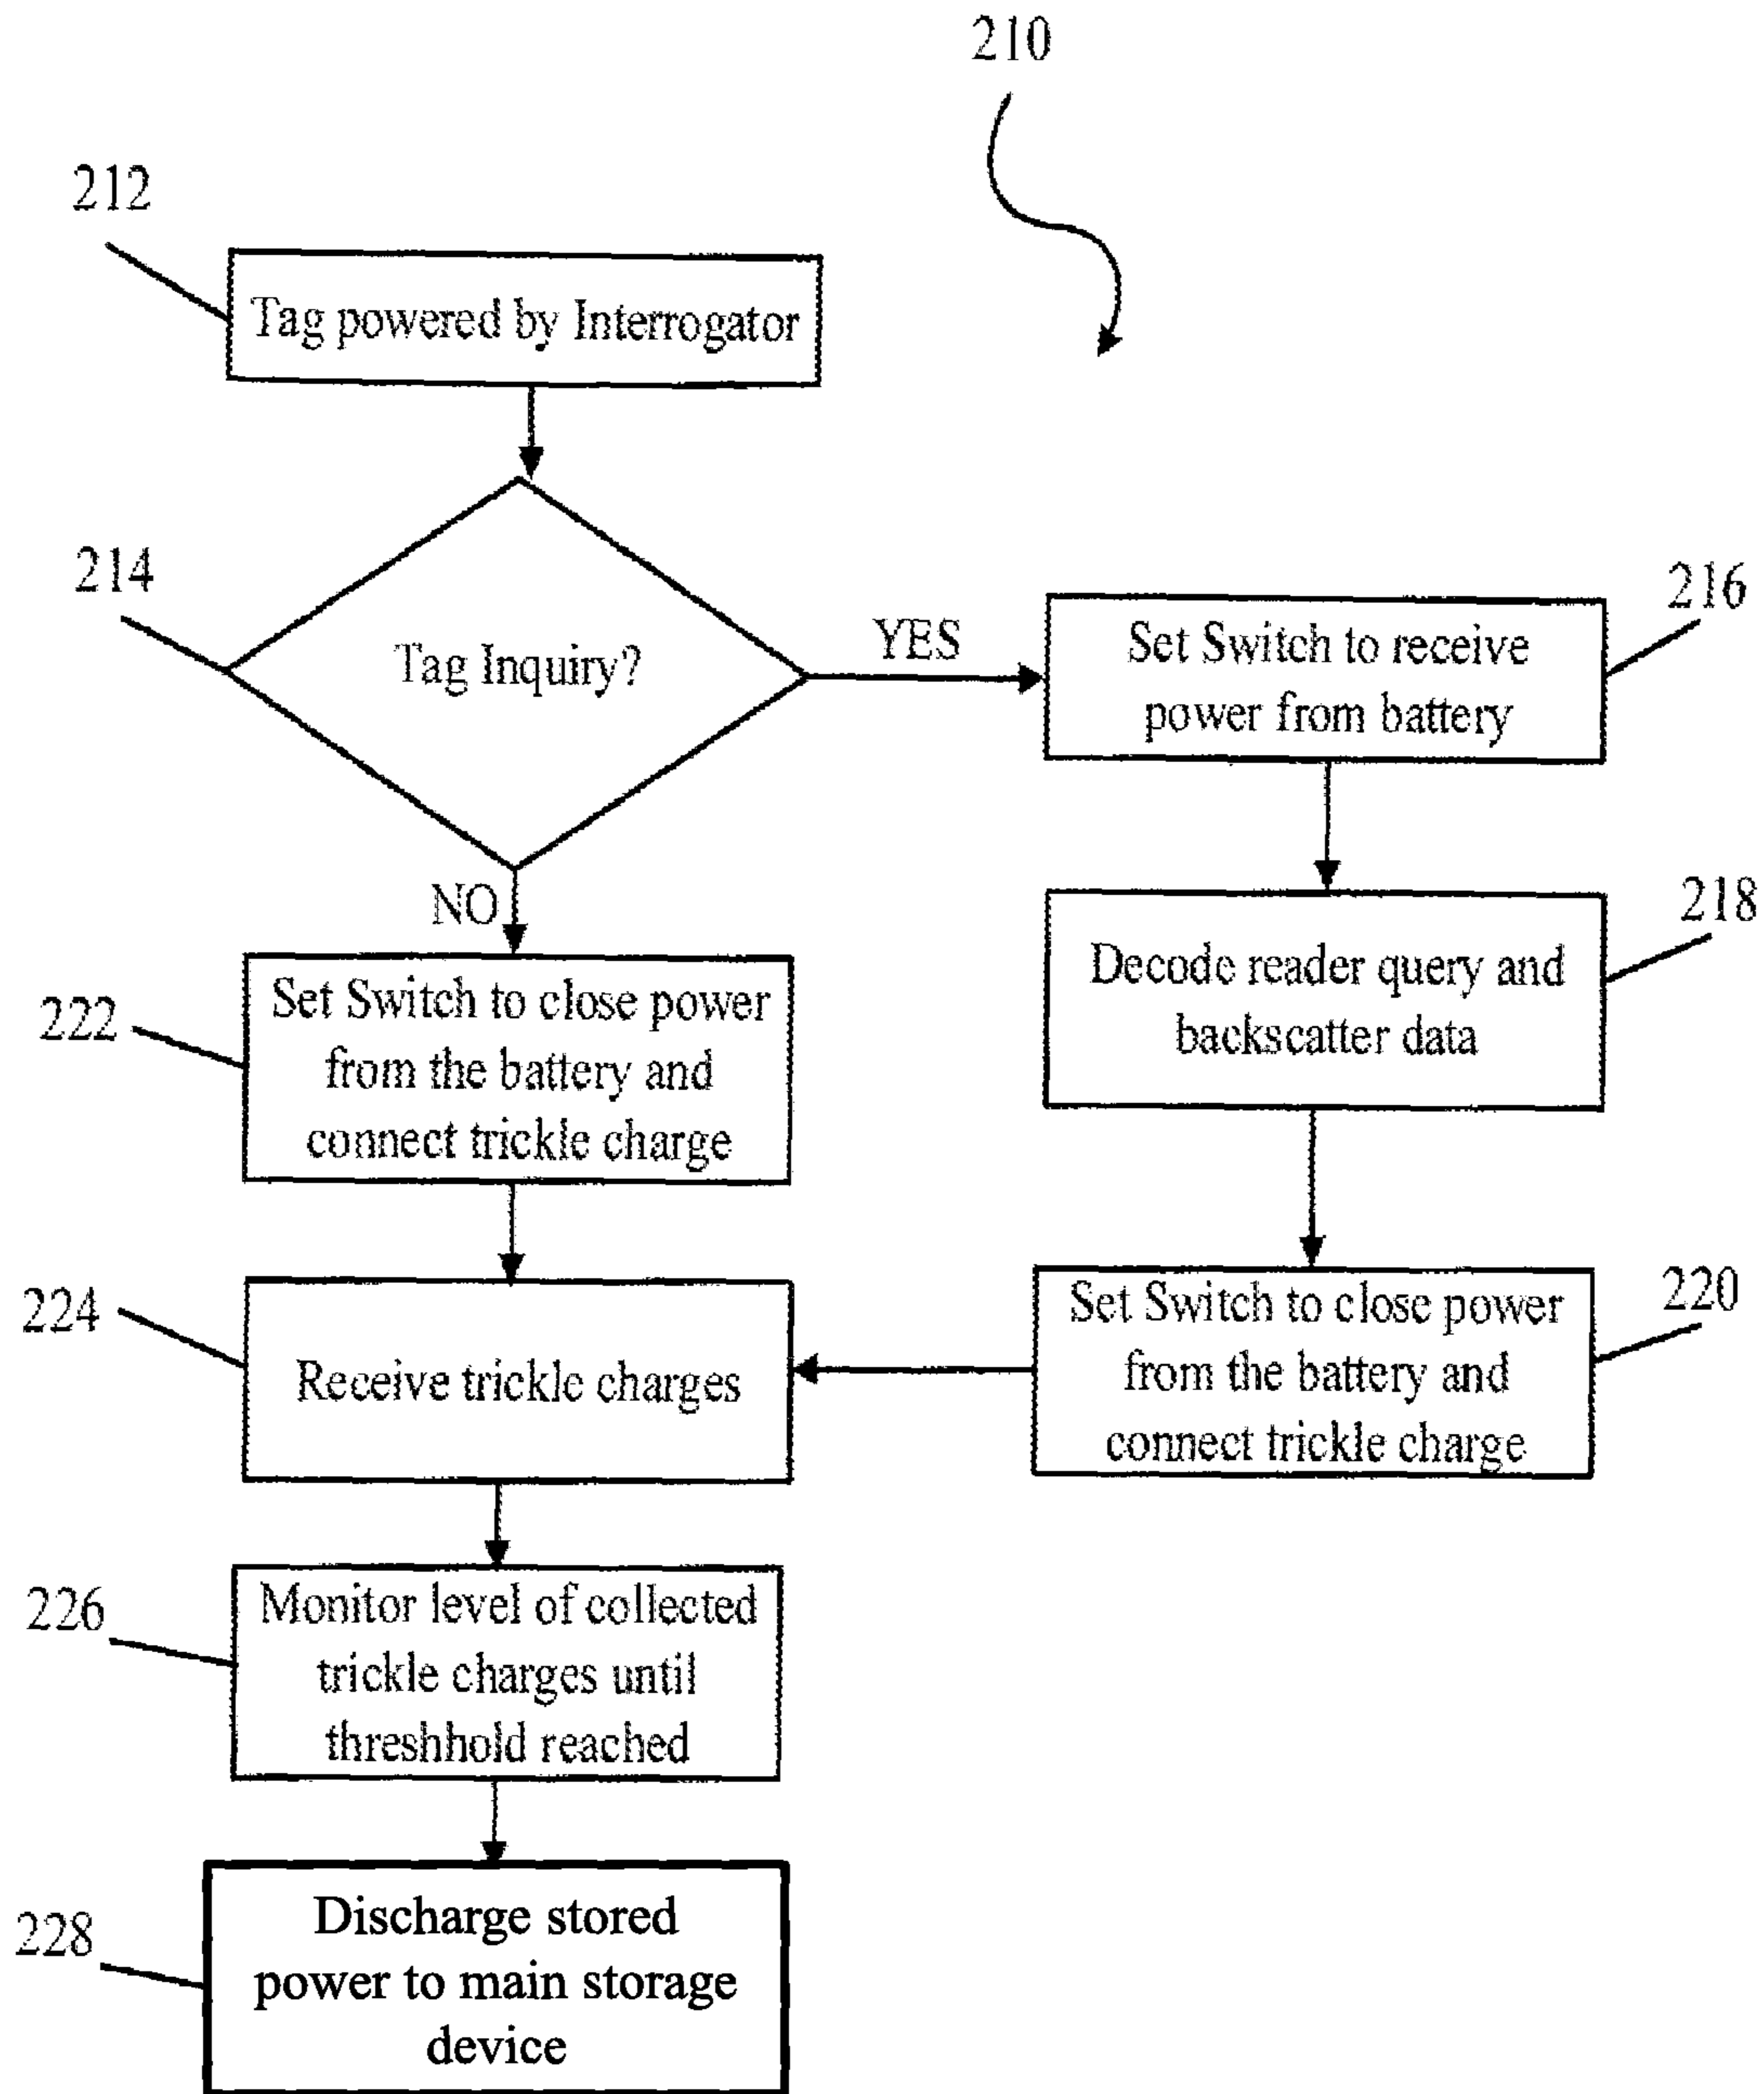 210
212
Tag powered by Interrogator
214
Tag Inquiry?
YES
216
Set Switch to receive
power from battery
218
Decode reader query and
backscatter data
NO
222
Set Switch to close power
from the battery and
connect trickle charge
220
Set Switch to close power
from the battery and
connect trickle charge
224
Receive trickle charges
226
Monitor level of collected
trickle charges until
threshhold reached
228
Discharge stored
power to main storage
device